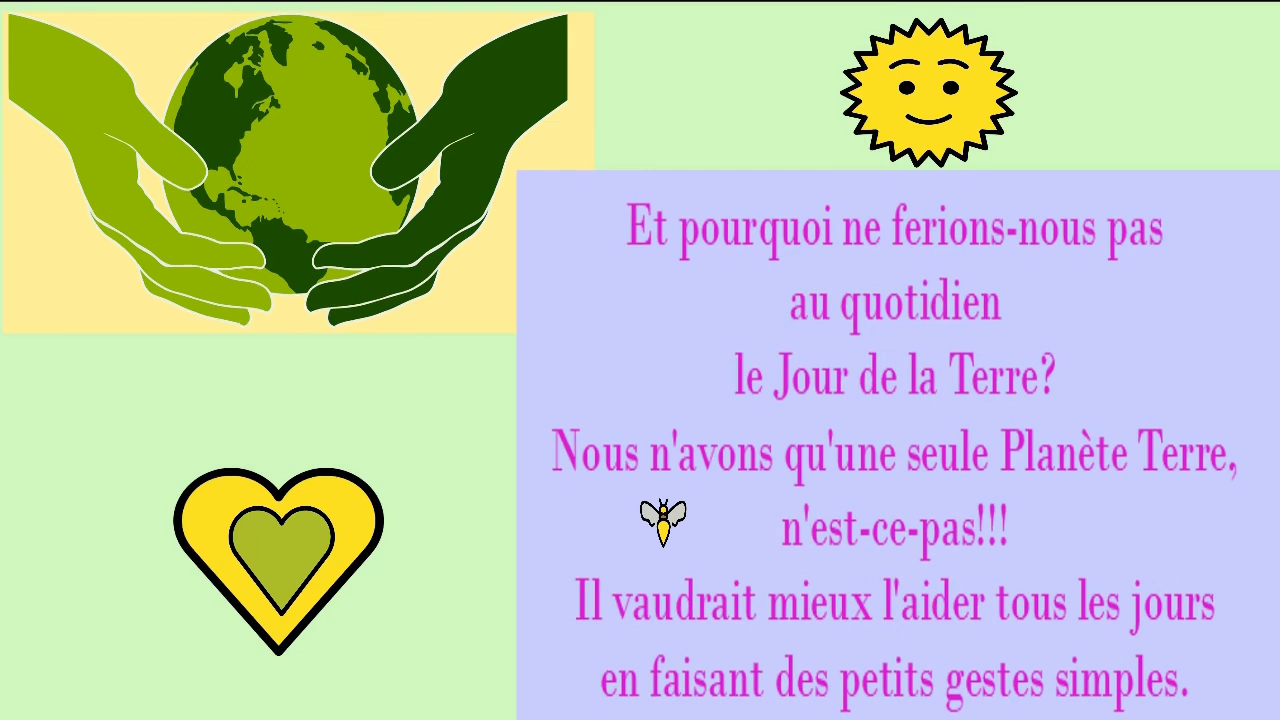 Et pourquoi ne ferions-nous pas
au quotidien
le Jour de la Terre?
Nous n'avons qu'une seule Planète Terre,
n'est-ce-pas!!!
Il vaudrait mieux l'aider tous les jours
en faisant des petits gestes simples.